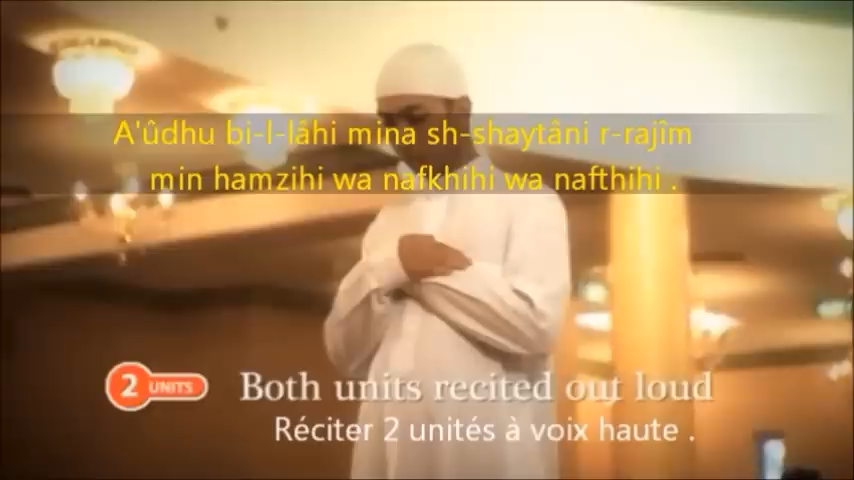 A'ûdhu bi-l-lâhi mina sh-shaytâni r-rajîm
min hamzihi wa nafkhihi wa nafthihi .
2 UNITS
Both units recited out loud
Réciter 2 unités à voix haute .